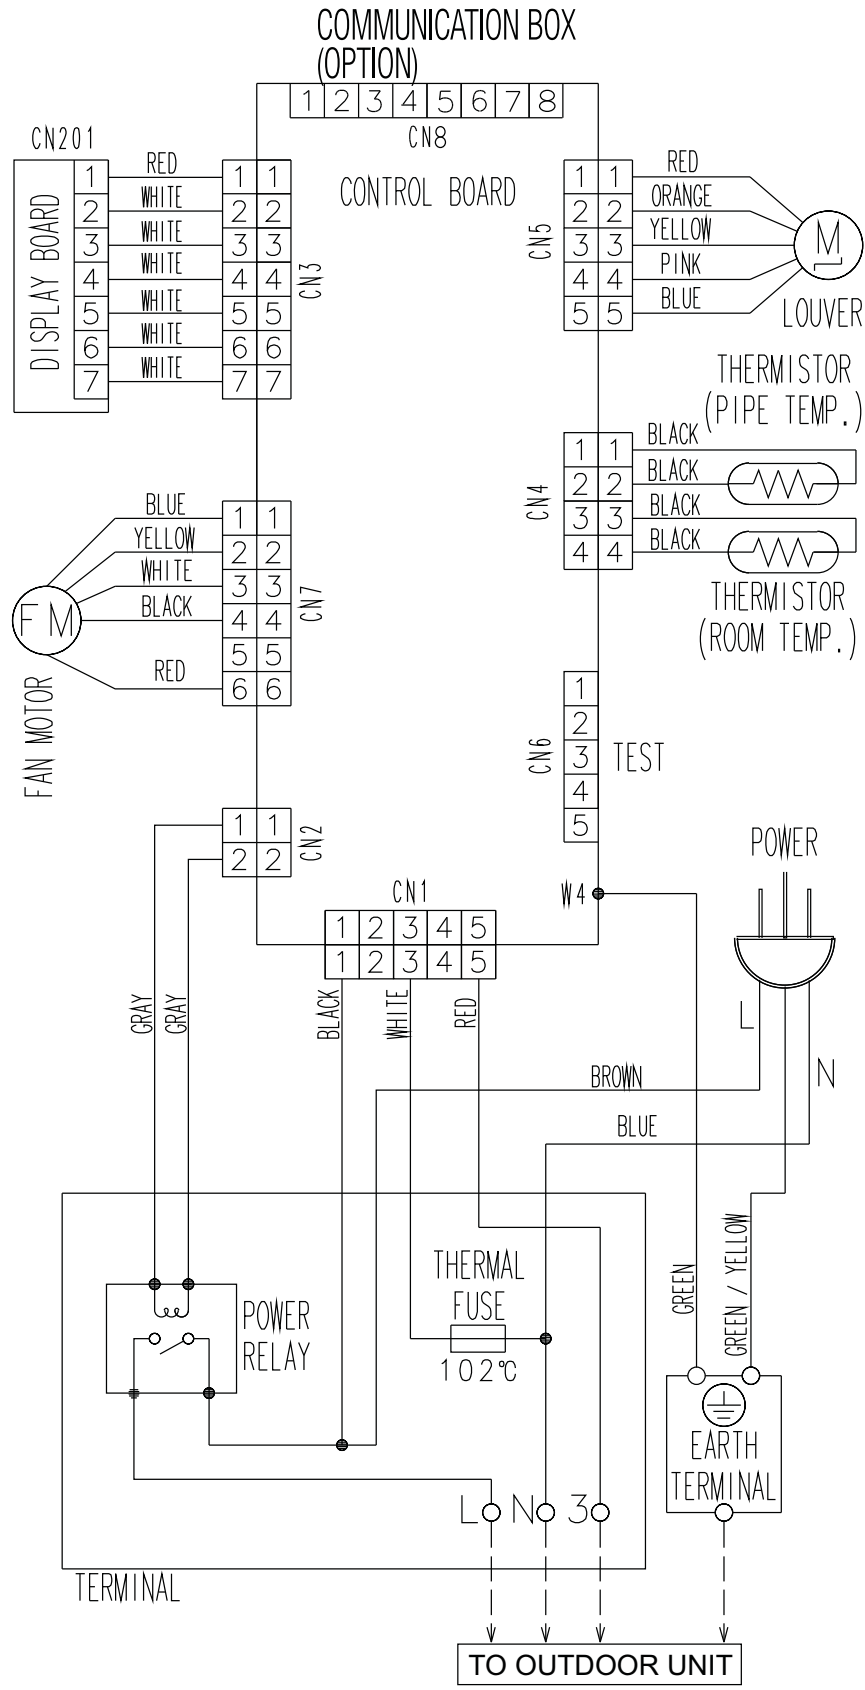 COMMUNICATION BOX
(OPTION)
1 2 3 4 5 6 7 8
CN8
CONTROL BOARD
CN201
DISPLAY BOARD
1 RED 1 1
2 WHITE 2 2
3 WHITE 3 3
4 WHITE 4 4
5 WHITE 5 5
6 WHITE 6 6
7 WHITE 7 7
CN3
CN5
1 1 RED
2 2 ORANGE
3 3 YELLOW
4 4 PINK
5 5 BLUE
M
LOUVER
THERMISTOR
(PIPE TEMP.)
CN4
1 1 BLACK
2 2 BLACK
3 3 BLACK
4 4 BLACK
THERMISTOR
(ROOM TEMP.)
FM
FAN MOTOR
BLUE 1 1
YELLOW 2 2
WHITE 3 3
BLACK 4 4
5 5
RED 6 6
CN7
CN6
1
2
3
4
5
TEST
1 1
2 2
CN2
POWER
W4
CN1
1 2 3 4 5
1 2 3 4 5
GRAY
GRAY
BLACK
WHITE
RED
L
N
BROWN
BLUE
GREEN
GREEN / YELLOW
POWER
RELAY
THERMAL
FUSE
102℃
EARTH
TERMINAL
L N 3
TERMINAL
TO OUTDOOR UNIT